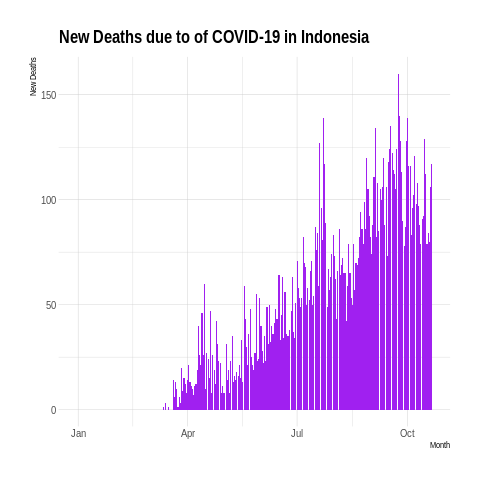 New Deaths due to of COVID-19 in Indonesia
New Deaths
150
100
50
0
Jan Apr Jul Oct
Month